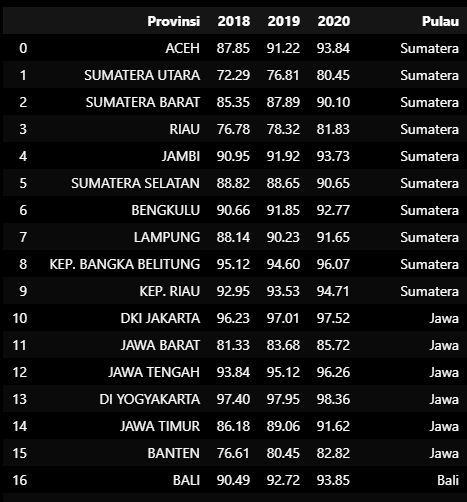 Provinsi 2018 2019 2020 Pulau
0 ACEH 87.85 91.22 93.84 Sumatera
1 SUMATERA UTARA 72.29 76.81 80.45 Sumatera
2 SUMATERA BARAT 85.35 87.89 90.10 Sumatera
3 RIAU 76.78 78.32 81.83 Sumatera
4 JAMBI 90.95 91.92 93.73 Sumatera
5 SUMATERA SELATAN 88.82 88.65 90.65 Sumatera
6 BENGKULU 90.66 91.85 92.77 Sumatera
7 LAMPUNG 88.14 90.23 91.65 Sumatera
8 KEP. BANGKA BELITUNG 95.12 94.60 96.07 Sumatera
9 KEP. RIAU 92.95 93.53 94.71 Sumatera
10 DKI JAKARTA 96.23 97.01 97.52 Jawa
11 JAWA BARAT 81.33 83.68 85.72 Jawa
12 JAWA TENGAH 93.84 95.12 96.26 Jawa
13 DI YOGYAKARTA 97.40 97.95 98.36 Jawa
14 JAWA TIMUR 86.18 89.06 91.62 Jawa
15 BANTEN 76.61 80.45 82.82 Jawa
16 BALI 90.49 92.72 93.85 Bali